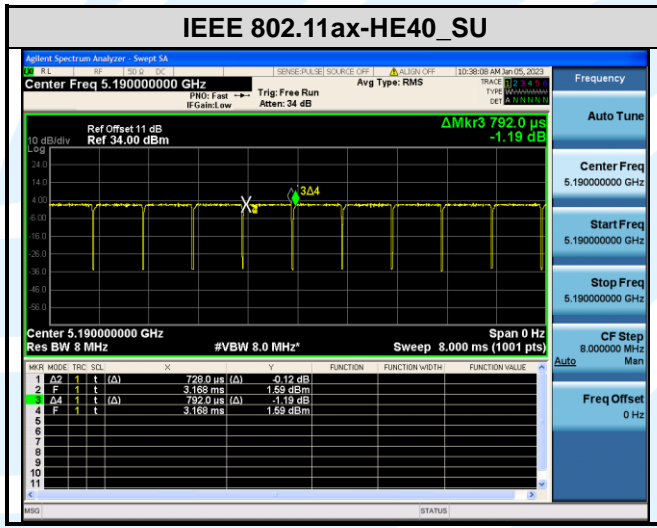 IEEE 802.11ax-HE40_SU
Agilent Spectrum Analyzer - Swept SA
RL RF 50 Ω DC SENSE:PULSE SOURCE OFF ALIGN OFF 10:38:08 AM Jan 05, 2023
Center Freq 5.190000000 GHz
PNO: Fast
IFGain:Low
Trig: Free Run
Atten: 34 dB
Avg Type: RMS
TRACE 1 2 3 4 5 6
TYPE
DET A N N N N N
Ref Offset 11 dB
Ref 34.00 dBm
10 dB/div
Log
ΔMkr3 792.0 µs
-1.19 dB
24.0
14.0
4.00
-6.00
-16.0
-26.0
-36.0
-46.0
-56.0
3Δ4
Center 5.190000000 GHz Span 0 Hz
Res BW 8 MHz #VBW 8.0 MHz* Sweep 8.000 ms (1001 pts)
MKR MODE TRC SCL X Y FUNCTION FUNCTION WIDTH FUNCTION VALUE
1 Δ2 1 t (Δ) 728.0 µs (Δ) -0.12 dB
2 F 1 t 3.168 ms 1.59 dBm
3 Δ4 1 t (Δ) 792.0 µs (Δ) -1.19 dB
4 F 1 t 3.168 ms 1.59 dBm
5
6
7
8
9
10
11
MSG STATUS
Frequency
Auto Tune
Center Freq
5.190000000 GHz
Start Freq
5.190000000 GHz
Stop Freq
5.190000000 GHz
CF Step
8.000000 MHz
Auto Man
Freq Offset
0 Hz